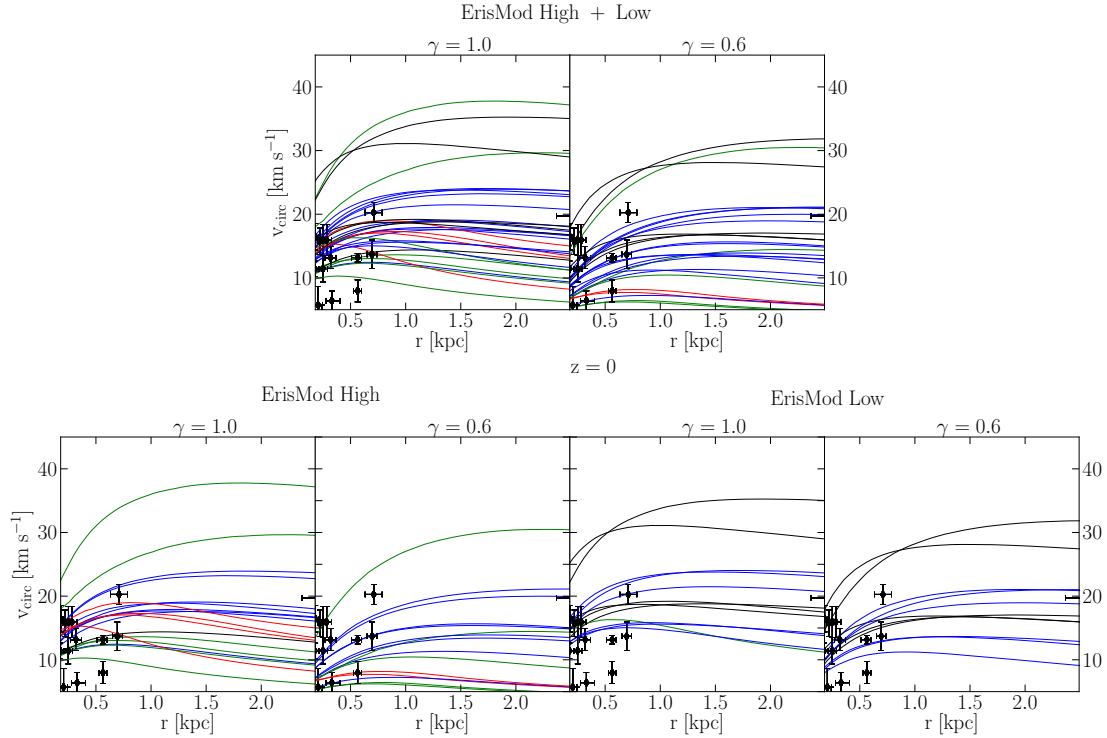 ErisMod High + Low
γ = 1.0 γ = 0.6
40 40
30 30
20 20
10 10
v_circ [km s⁻¹]
0.5 1.0 1.5 2.0 0.5 1.0 1.5 2.0
r [kpc] r [kpc]
z = 0
ErisMod High ErisMod Low
γ = 1.0 γ = 0.6 γ = 1.0 γ = 0.6
40 40
30 30
20 20
10 10
v_circ [km s⁻¹]
0.5 1.0 1.5 2.0 0.5 1.0 1.5 2.0 0.5 1.0 1.5 2.0 0.5 1.0 1.5 2.0
r [kpc] r [kpc] r [kpc] r [kpc]